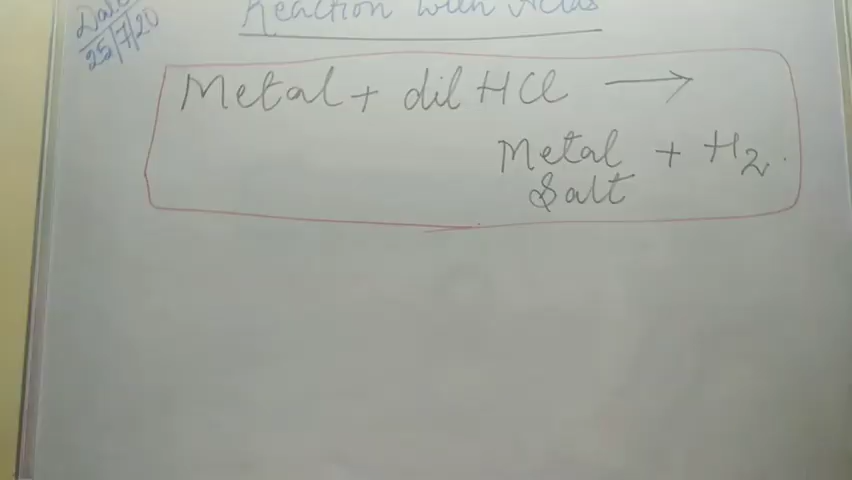 Date
25/7/20
Reaction with Acids
Metal + dil HCl →
Metal + H2.
Salt